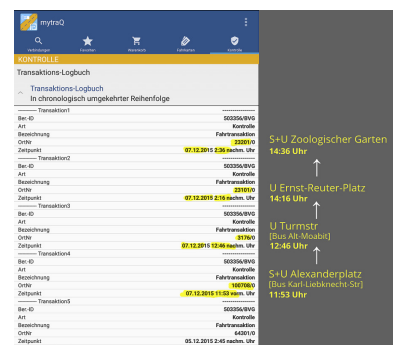 mytraQ
Verbindungen Favoriten Warenkorb Fahrkarten Kontrolle
KONTROLLE
Transaktions-Logbuch
Transaktions-Logbuch
In chronologisch umgekehrter Reihenfolge
---------- Transaktion1 ----------------
Ber.-ID 503356/BVG
Art Kontrolle
Bezeichnung Fahrtransaktion
OrtNr 23201/0
Zeitpunkt 07.12.2015 2:36 nachm. Uhr
---------- Transaktion2 ----------------
Ber.-ID 503356/BVG
Art Kontrolle
Bezeichnung Fahrtransaktion
OrtNr 23101/0
Zeitpunkt 07.12.2015 2:16 nachm. Uhr
---------- Transaktion3 ----------------
Ber.-ID 503356/BVG
Art Kontrolle
Bezeichnung Fahrtransaktion
OrtNr 3176/0
Zeitpunkt 07.12.2015 12:46 nachm. Uhr
---------- Transaktion4 ----------------
Ber.-ID 503356/BVG
Art Kontrolle
Bezeichnung Fahrtransaktion
OrtNr 100708/0
Zeitpunkt 07.12.2015 11:53 vorm. Uhr
---------- Transaktion5 ----------------
Ber.-ID 503356/BVG
Art Kontrolle
Bezeichnung Fahrtransaktion
OrtNr 64301/0
Zeitpunkt 05.12.2015 2:45 nachm. Uhr
S+U Zoologischer Garten
14:36 Uhr
U Ernst-Reuter-Platz
14:16 Uhr
U Turmstr
[Bus Alt-Moabit]
12:46 Uhr
S+U Alexanderplatz
[Bus Karl-Liebknecht-Str]
11:53 Uhr